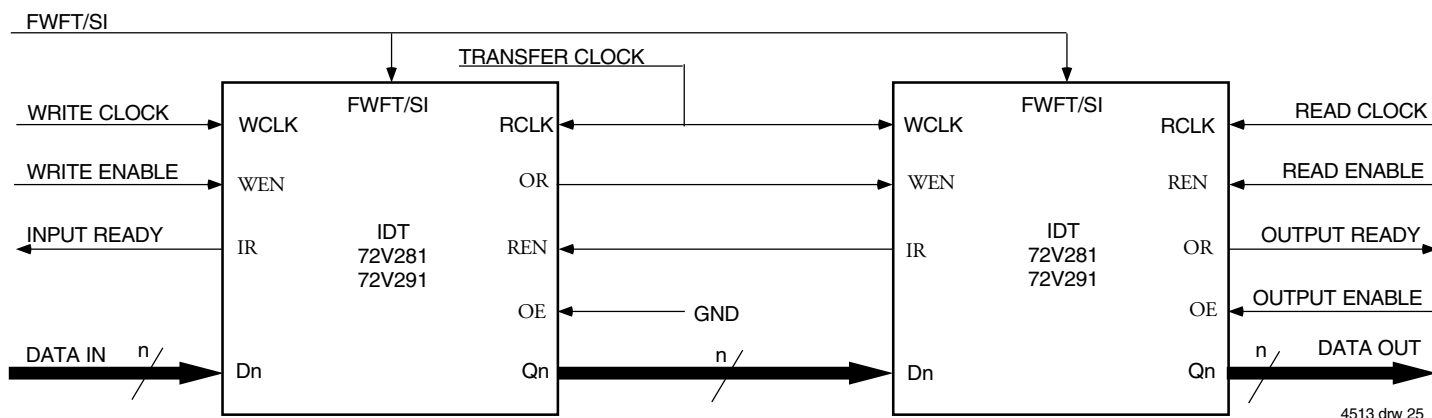 FWFT/SI
TRANSFER CLOCK
FWFT/SI
FWFT/SI
WRITE CLOCK
WCLK
RCLK
WCLK
RCLK
READ CLOCK
WRITE ENABLE
WEN
OR
WEN
REN
READ ENABLE
INPUT READY
IR
IDT
72V281
72V291
REN
IR
IDT
72V281
72V291
OR
OUTPUT READY
OE
GND
OE
OUTPUT ENABLE
DATA IN
n
Dn
Qn
n
Dn
Qn
n
DATA OUT
4513 drw 25